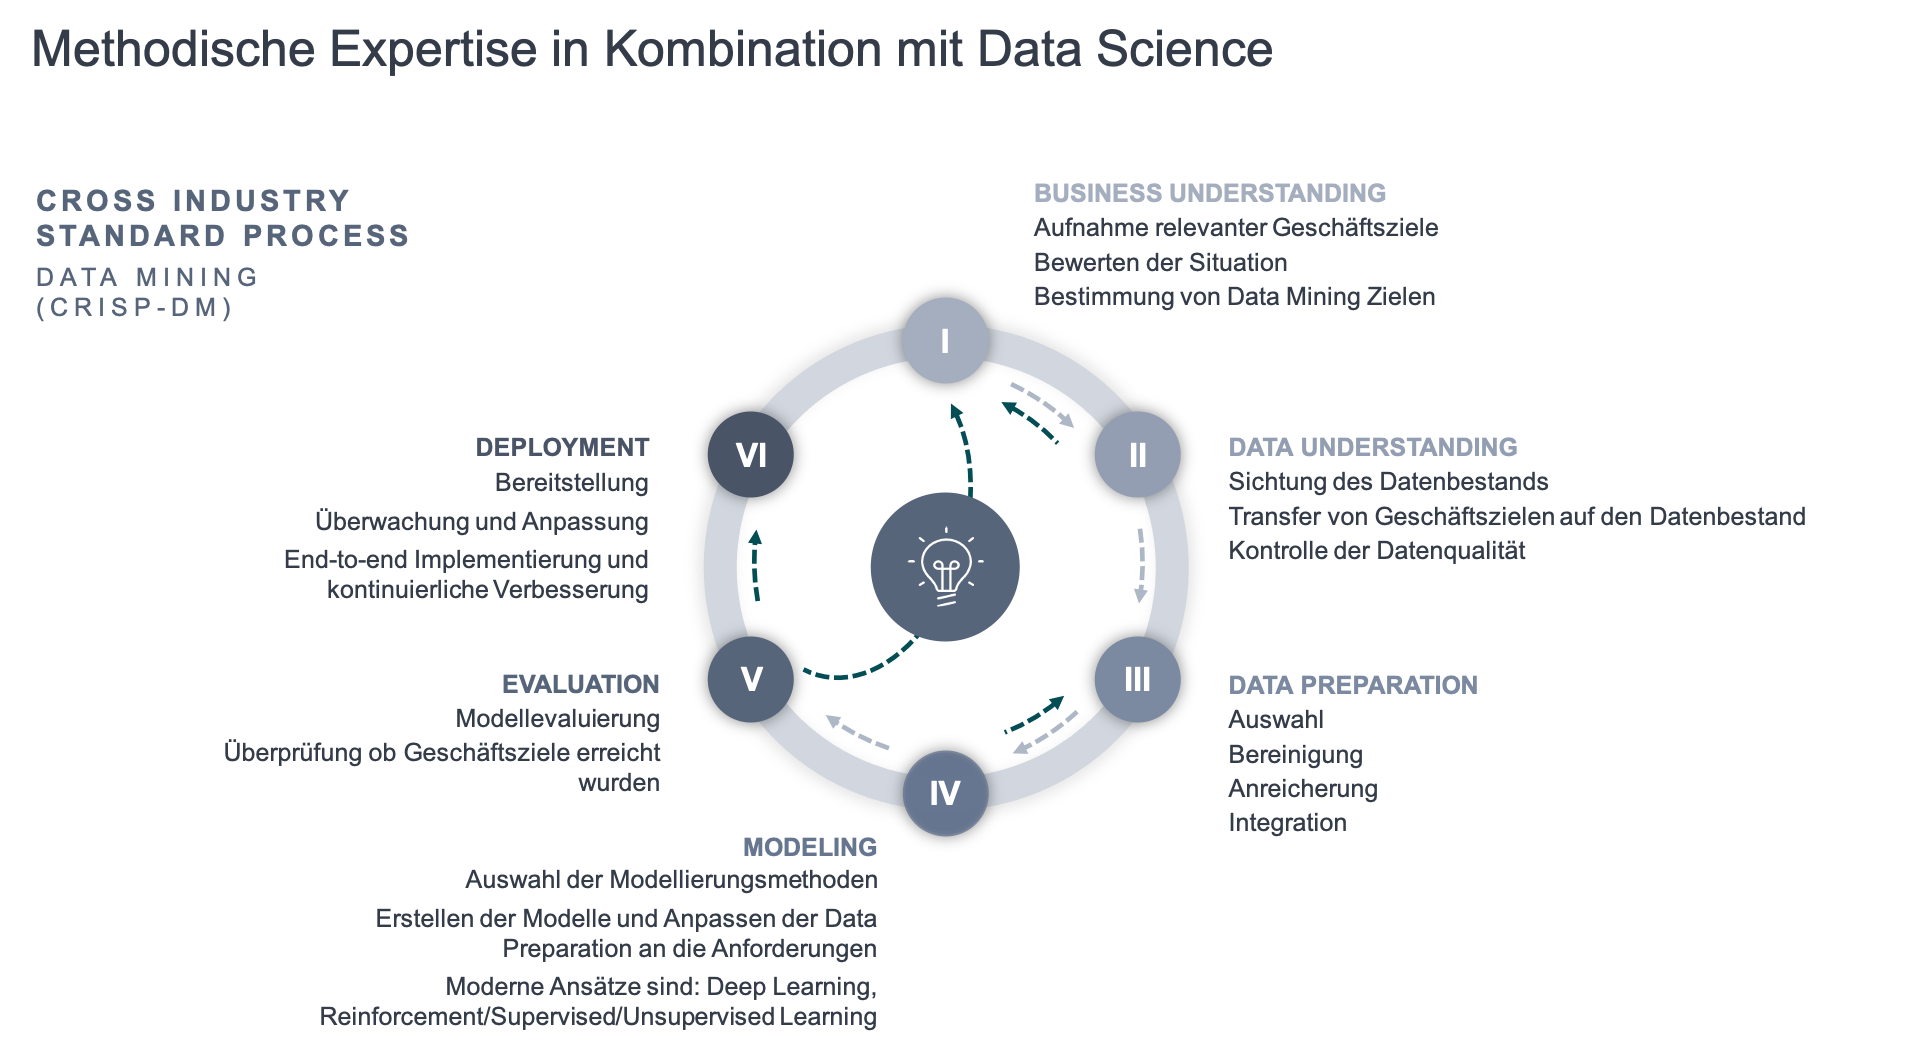 Methodische Expertise in Kombination mit Data Science
CROSS INDUSTRY
STANDARD PROCESS
DATA MINING
(CRISP-DM)
BUSINESS UNDERSTANDING
Aufnahme relevanter Geschäftsziele
Bewerten der Situation
Bestimmung von Data Mining Zielen
I
II
DATA UNDERSTANDING
Sichtung des Datenbestands
Transfer von Geschäftszielen auf den Datenbestand
Kontrolle der Datenqualität
III
DATA PREPARATION
Auswahl
Bereinigung
Anreicherung
Integration
IV
MODELING
Auswahl der Modellierungsmethoden
Erstellen der Modelle und Anpassen der Data
Preparation an die Anforderungen
Moderne Ansätze sind: Deep Learning,
Reinforcement/Supervised/Unsupervised Learning
V
EVALUATION
Modellevaluierung
Überprüfung ob Geschäftsziele erreicht
wurden
VI
DEPLOYMENT
Bereitstellung
Überwachung und Anpassung
End-to-end Implementierung und
kontinuierliche Verbesserung